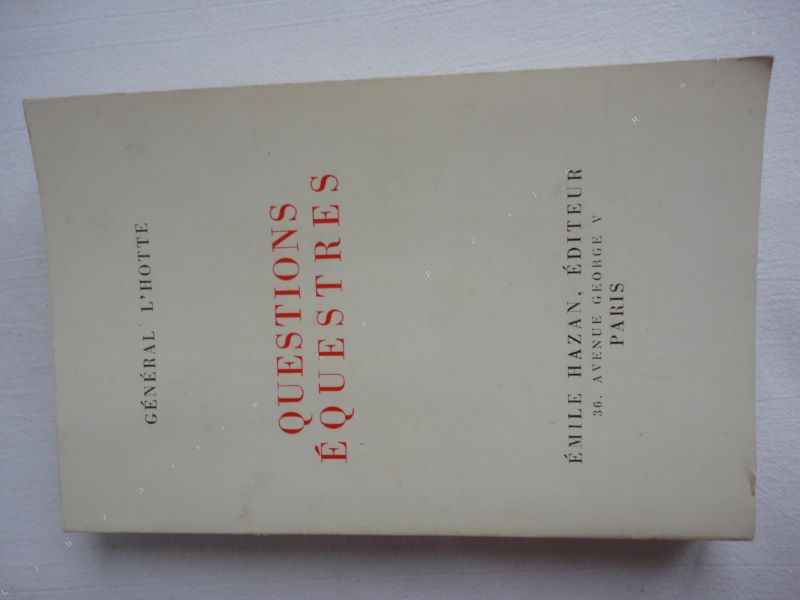 GÉNÉRAL L'HOTTE
QUESTIONS
ÉQUESTRES
ÉMILE HAZAN, ÉDITEUR
36, AVENUE GEORGE V
PARIS